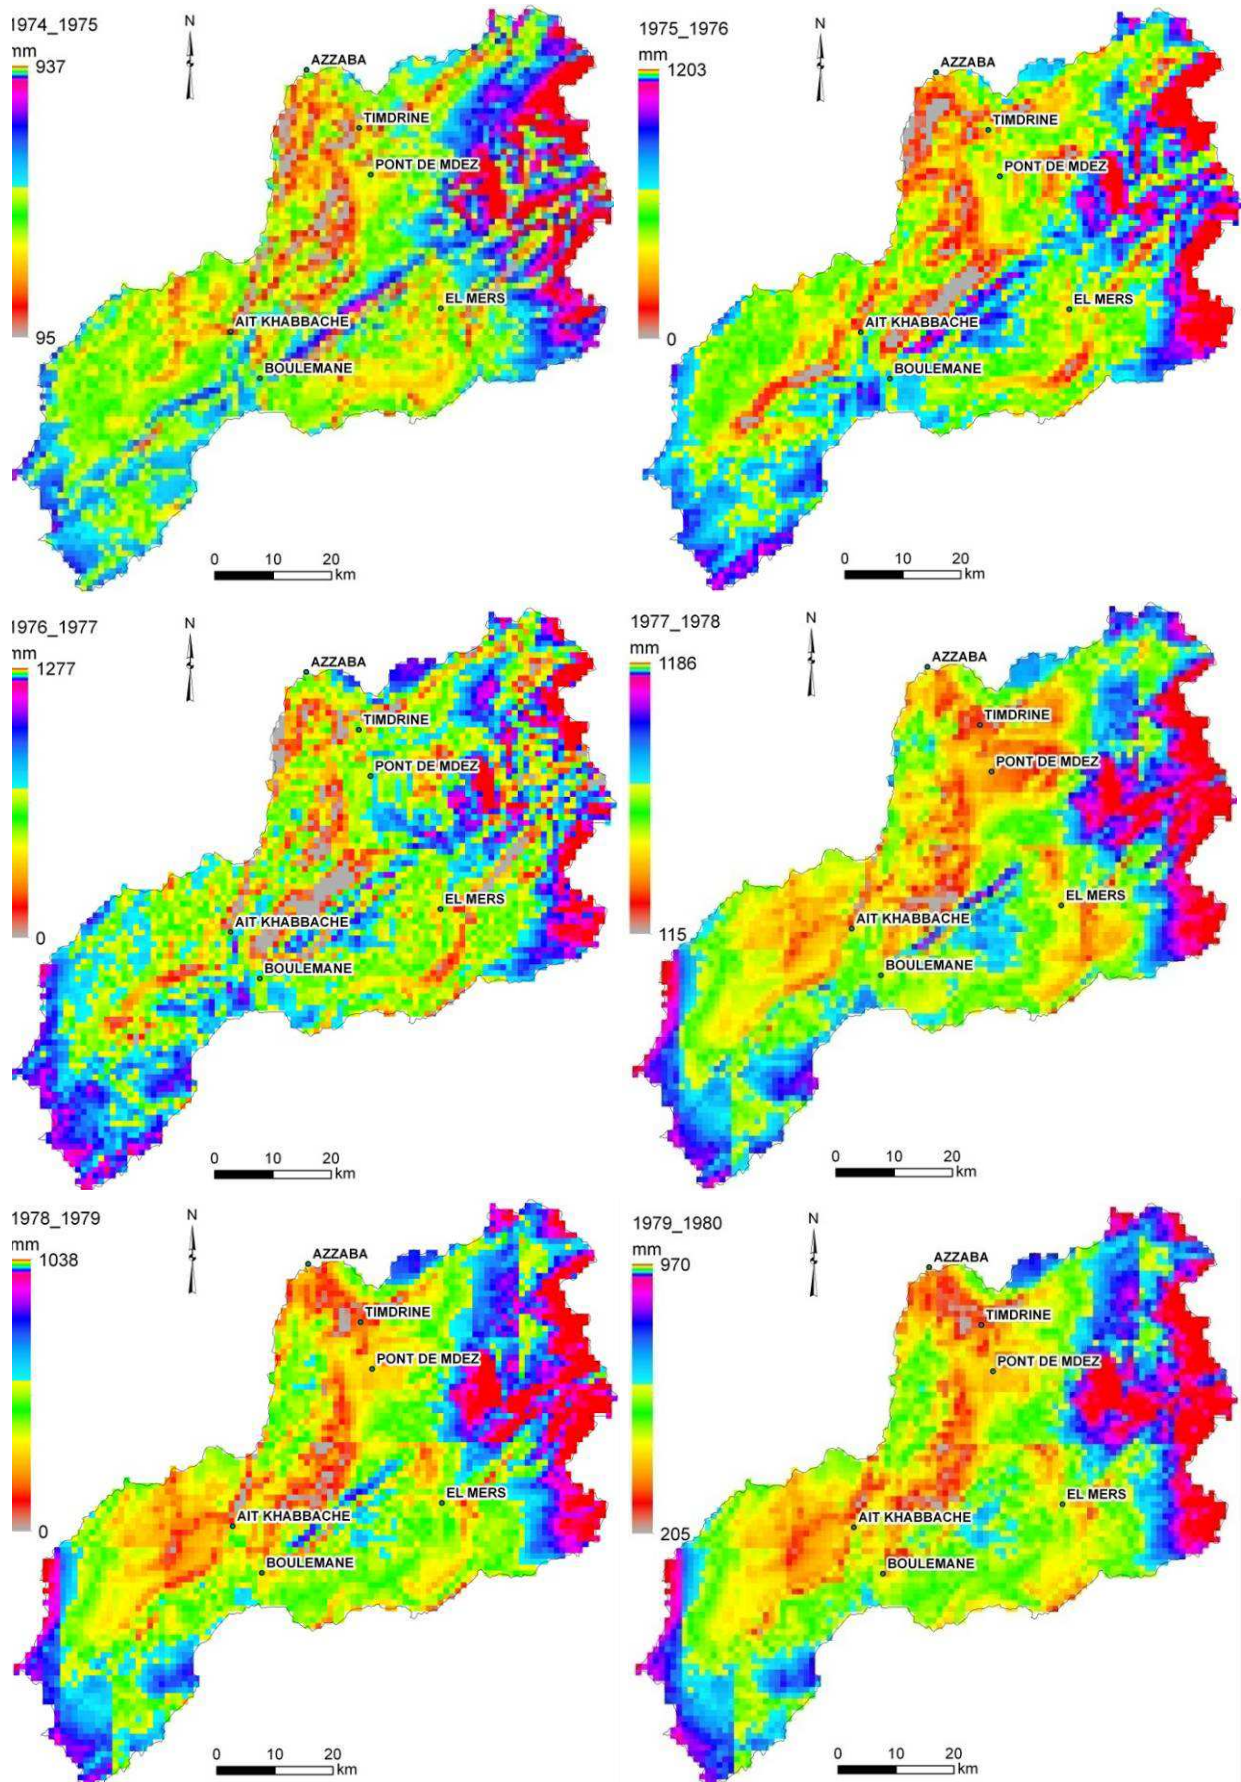 1974_1975
mm
937
95
N
AZZABA
TIMDRINE
PONT DE MDEZ
EL MERS
AIT KHABBACHE
BOULEMANE
0 10 20
km
1975_1976
mm
1203
0
N
AZZABA
TIMDRINE
PONT DE MDEZ
EL MERS
AIT KHABBACHE
BOULEMANE
0 10 20
km
1976_1977
mm
1277
0
N
AZZABA
TIMDRINE
PONT DE MDEZ
EL MERS
AIT KHABBACHE
BOULEMANE
0 10 20
km
1977_1978
mm
1186
115
N
AZZABA
TIMDRINE
PONT DE MDEZ
EL MERS
AIT KHABBACHE
BOULEMANE
0 10 20
km
1978_1979
mm
1038
0
N
AZZABA
TIMDRINE
PONT DE MDEZ
EL MERS
AIT KHABBACHE
BOULEMANE
0 10 20
km
1979_1980
mm
970
205
N
AZZABA
TIMDRINE
PONT DE MDEZ
EL MERS
AIT KHABBACHE
BOULEMANE
0 10 20
km